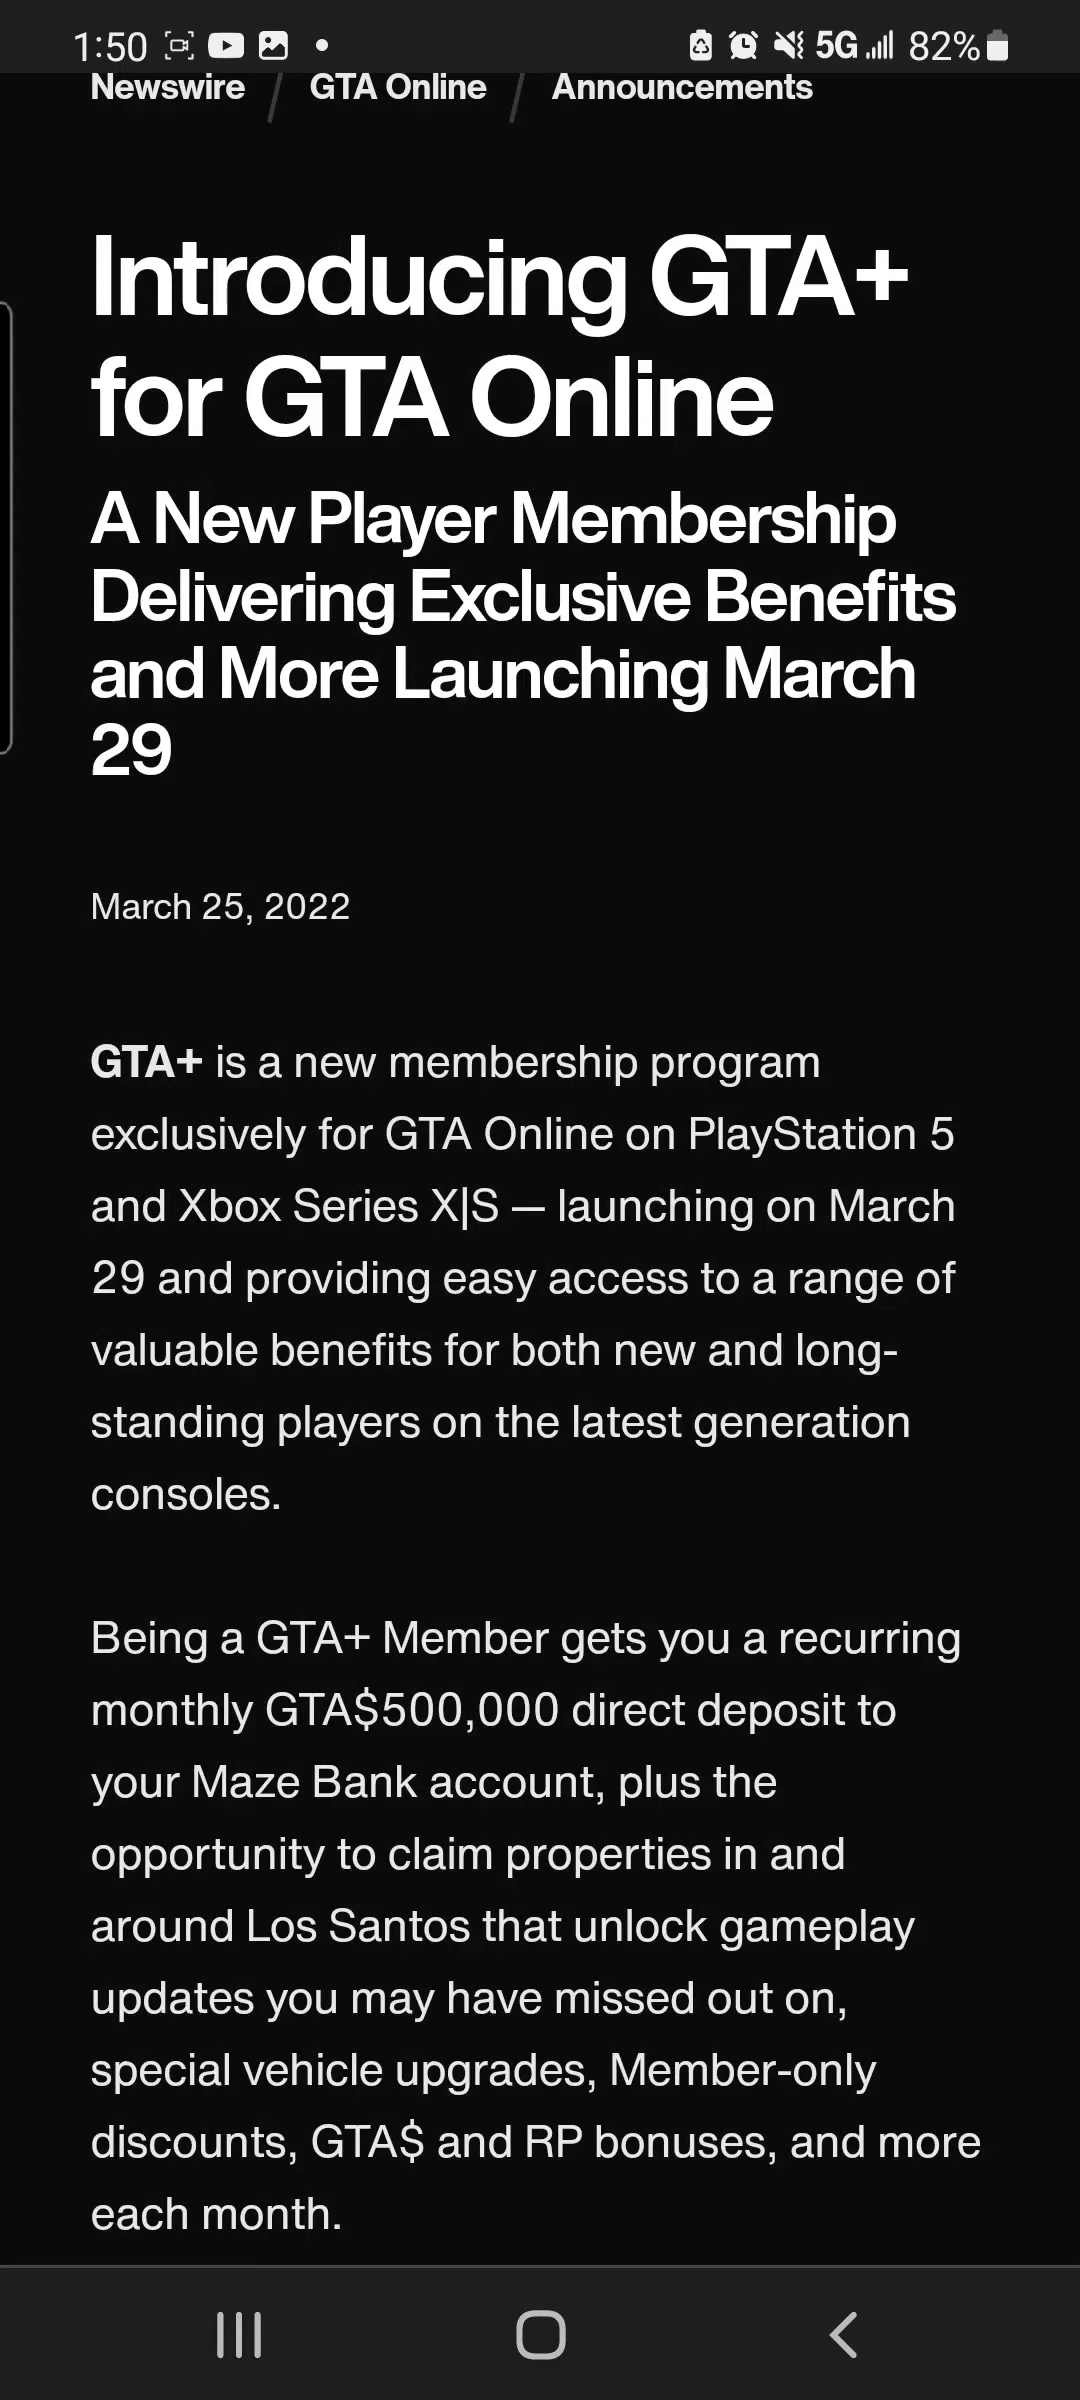 1:50
5G 82%
Newswire / GTA Online / Announcements
Introducing GTA+
for GTA Online
A New Player Membership
Delivering Exclusive Benefits
and More Launching March
29
March 25, 2022
GTA+ is a new membership program
exclusively for GTA Online on PlayStation 5
and Xbox Series X|S — launching on March
29 and providing easy access to a range of
valuable benefits for both new and long-
standing players on the latest generation
consoles.
Being a GTA+ Member gets you a recurring
monthly GTA$500,000 direct deposit to
your Maze Bank account, plus the
opportunity to claim properties in and
around Los Santos that unlock gameplay
updates you may have missed out on,
special vehicle upgrades, Member-only
discounts, GTA$ and RP bonuses, and more
each month.